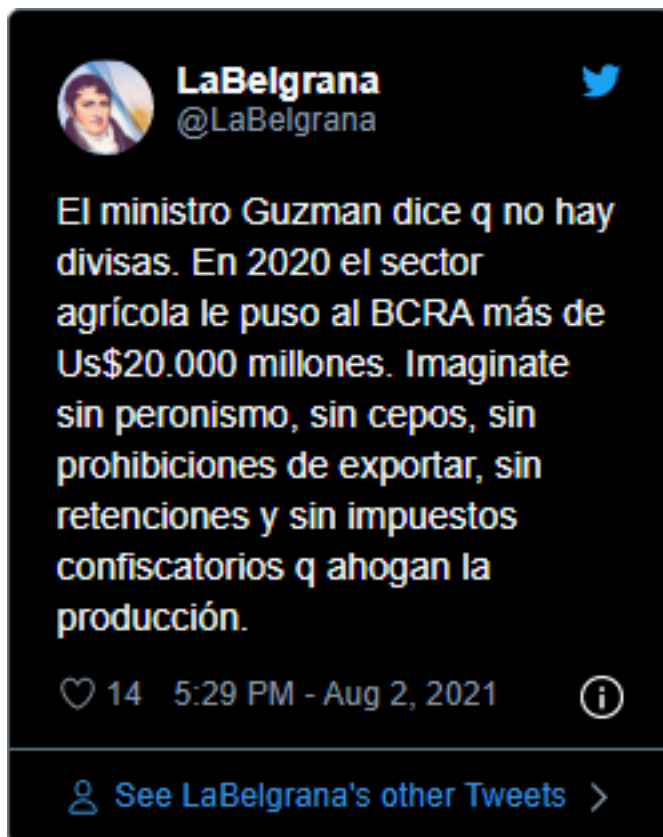 LaBelgrana
@LaBelgrana
El ministro Guzman dice q no hay
divisas. En 2020 el sector
agrícola le puso al BCRA más de
Us$20.000 millones. Imaginate
sin peronismo, sin cepos, sin
prohibiciones de exportar, sin
retenciones y sin impuestos
confiscatorios q ahogan la
producción.
14 5:29 PM - Aug 2, 2021
See LaBelgrana's other Tweets